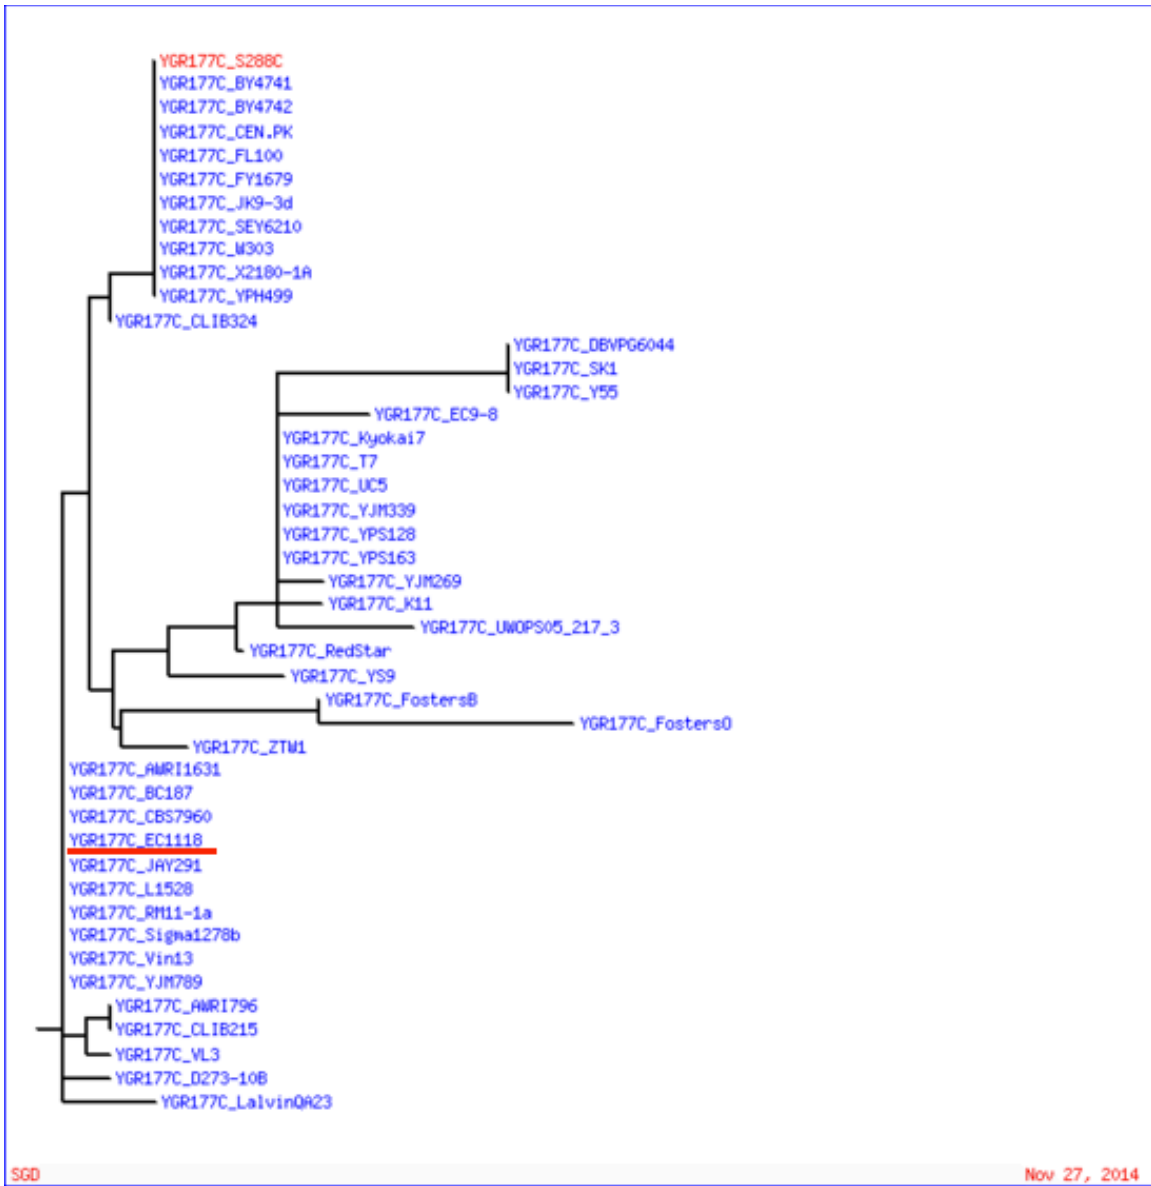 YGR177C_S288C
YGR177C_BY4741
YGR177C_BY4742
YGR177C_CEN.PK
YGR177C_FL100
YGR177C_FY1679
YGR177C_JK9-3d
YGR177C_SEY6210
YGR177C_W303
YGR177C_X2180-1A
YGR177C_YPH499
YGR177C_CLIB324
YGR177C_DBVPG6044
YGR177C_SK1
YGR177C_Y55
YGR177C_EC9-8
YGR177C_Kyokai7
YGR177C_T7
YGR177C_UC5
YGR177C_YJM339
YGR177C_YPS128
YGR177C_YPS163
YGR177C_YJM269
YGR177C_K11
YGR177C_UWOPS05_217_3
YGR177C_RedStar
YGR177C_YS9
YGR177C_FostersB
YGR177C_FostersO
YGR177C_ZTW1
YGR177C_AWRI1631
YGR177C_BC187
YGR177C_CBS7960
YGR177C_EC1118
YGR177C_JAY291
YGR177C_L1528
YGR177C_RM11-1a
YGR177C_Sigma1278b
YGR177C_Vin13
YGR177C_YJM789
YGR177C_AWRI796
YGR177C_CLIB215
YGR177C_VL3
YGR177C_D273-10B
YGR177C_LalvinQA23
SGD
Nov 27, 2014